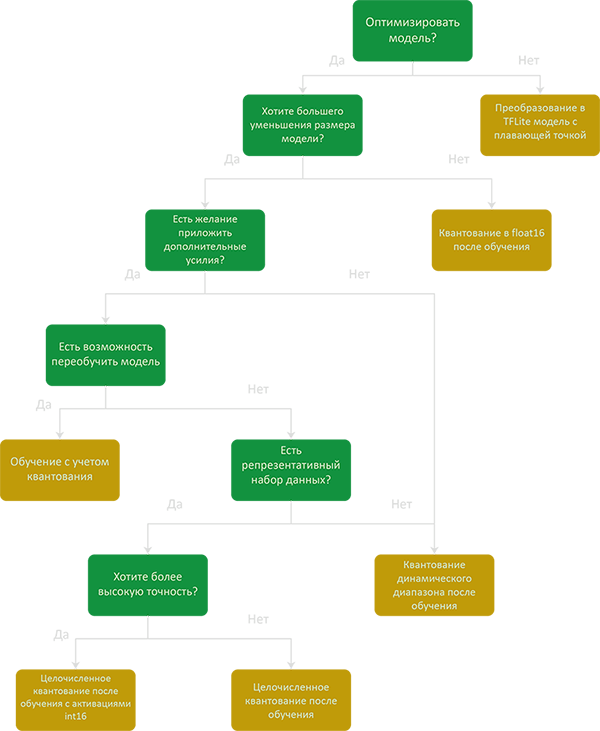 Оптимизировать
модель?
Да
Нет
Хотите большего
уменьшения размера
модели?
Преобразование в
TFLite модель с
плавающей точкой
Да
Нет
Есть желание
приложить
дополнительные
усилия?
Квантование в float16
после обучения
Да
Нет
Есть возможность
переобучить модель
Да
Нет
Обучение с учетом
квантования
Есть
репрезентативный
набор данных?
Да
Нет
Хотите более
высокую точность?
Квантование
динамического
диапазона после
обучения
Да
Нет
Целочисленное
квантование после
обучения с активациями
int16
Целочисленное
квантование после
обучения